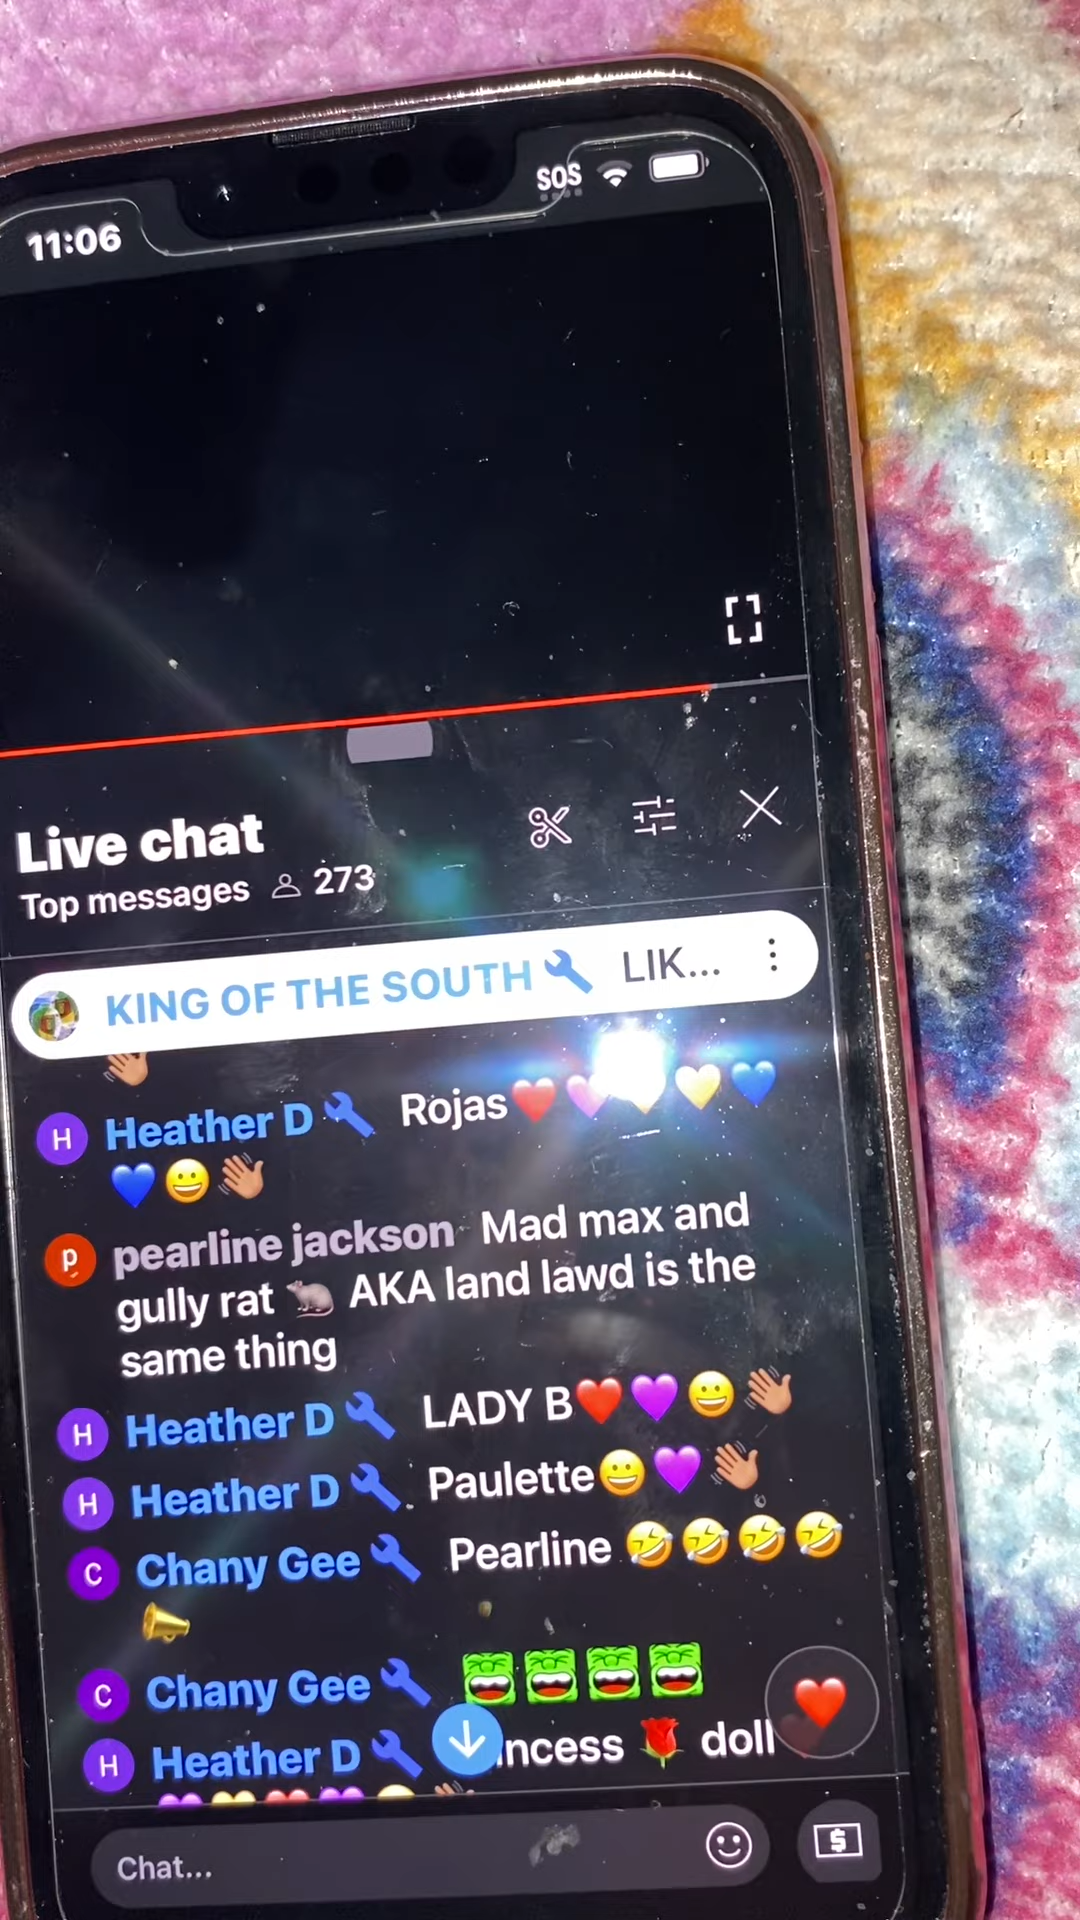 11:06 SOS
Live chat
Top messages 273
KING OF THE SOUTH🔧 LIK...
👋🏽
H Heather D🔧 Rojas❤️💜💛💛💙
💙😀👋🏽
p pearline jackson Mad max and
gully rat 🐀 AKA land lawd is the
same thing
H Heather D🔧 LADY B❤️💜😀👋🏽
H Heather D🔧 Paulette😀💜👋🏽
C Chany Gee🔧 Pearline 🤣🤣🤣🤣
📣
C Chany Gee🔧
H Heather D🔧 incess 🌹 doll
Chat...
$